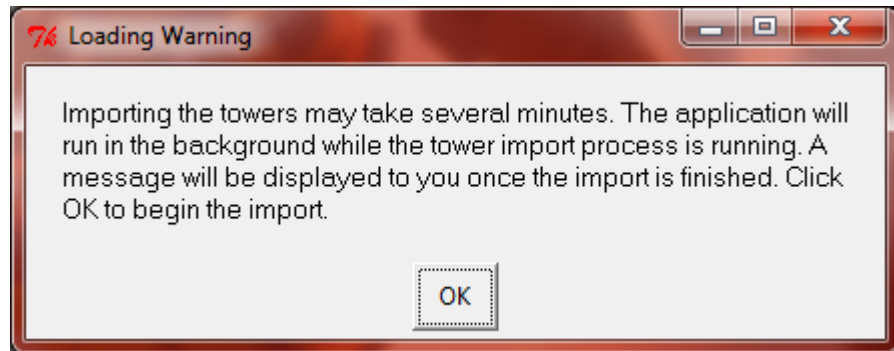 Loading Warning
Importing the towers may take several minutes. The application will
run in the background while the tower import process is running. A
message will be displayed to you once the import is finished. Click
OK to begin the import.
OK